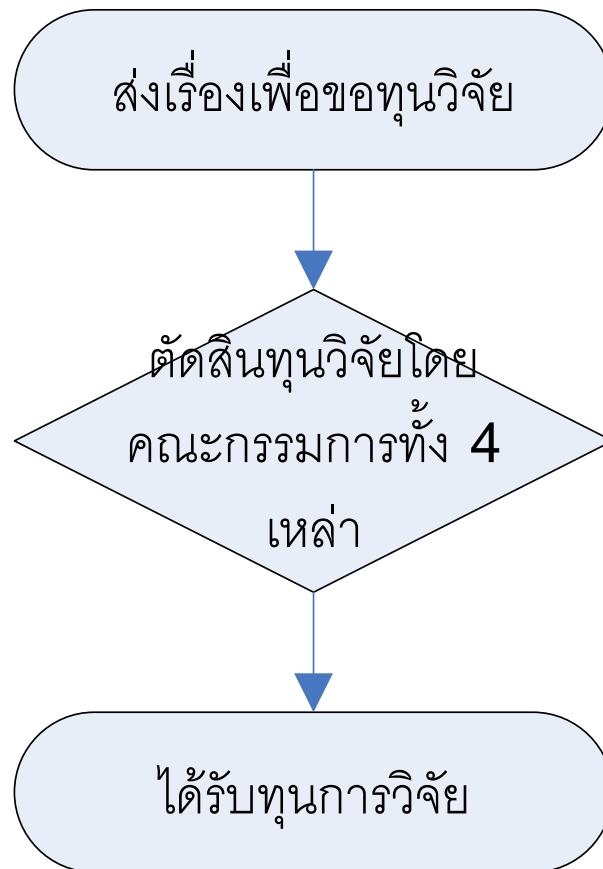 ส่งเรื่องเพื่อขอทุนวิจัย
ตัดสินทุนวิจัยโดย
คณะกรรมการทั้ง 4
เหล่า
ได้รับทุนการวิจัย